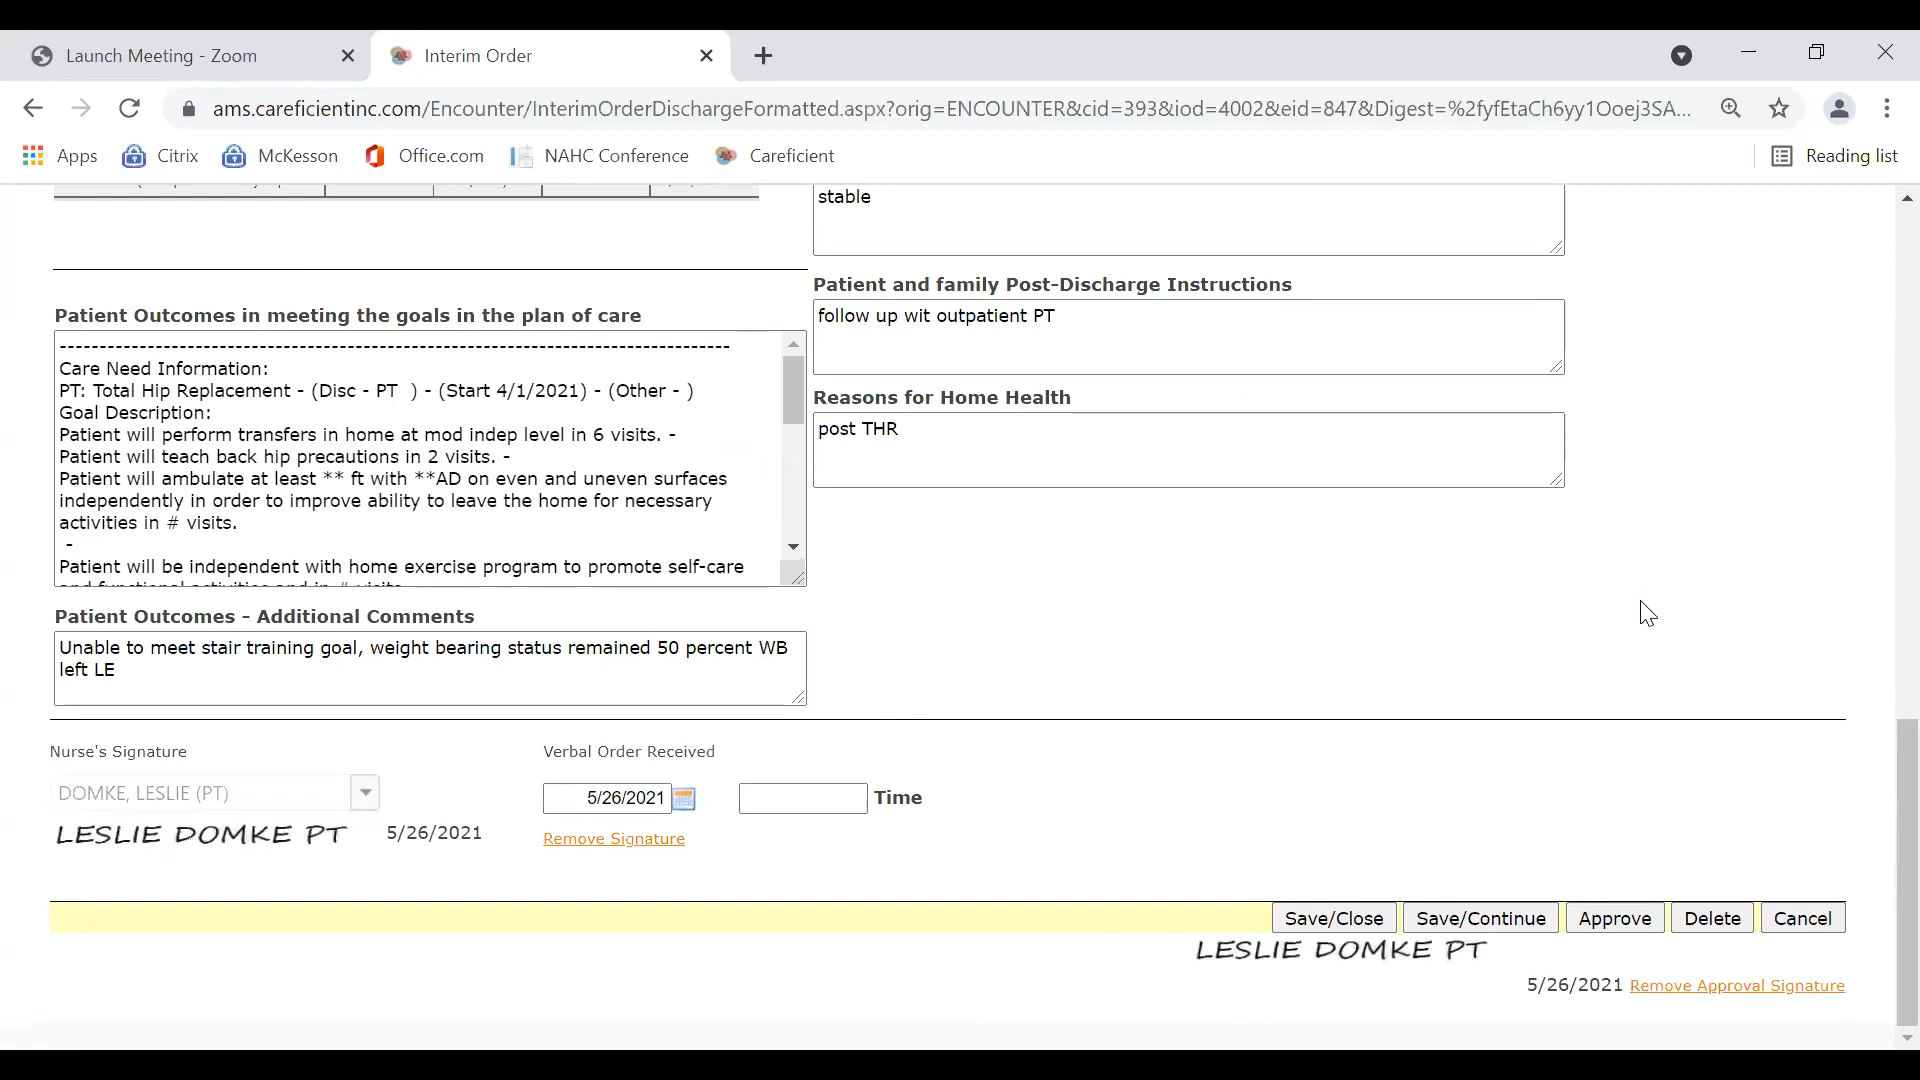 Launch Meeting - Zoom
Interim Order
ams.careficientinc.com/Encounter/InterimOrderDischargeFormatted.aspx?orig=ENCOUNTER&cid=393&iod=4002&eid=847&Digest=%2fyfEtaCh6yy1Ooej3SA...
Apps
Citrix
McKesson
Office.com
NAHC Conference
Careficient
Reading list
stable
Patient and family Post-Discharge Instructions
follow up wit outpatient PT
Reasons for Home Health
post THR
Patient Outcomes in meeting the goals in the plan of care
------------------------------------------------------------------------------------
Care Need Information:
PT: Total Hip Replacement - (Disc - PT  ) - (Start 4/1/2021) - (Other - )
Goal Description:
Patient will perform transfers in home at mod indep level in 6 visits. -
Patient will teach back hip precautions in 2 visits. -
Patient will ambulate at least ** ft with **AD on even and uneven surfaces
independently in order to improve ability to leave the home for necessary
activities in # visits.
-
Patient will be independent with home exercise program to promote self-care
Patient Outcomes - Additional Comments
Unable to meet stair training goal, weight bearing status remained 50 percent WB
left LE
Nurse's Signature
Verbal Order Received
DOMKE, LESLIE (PT)
5/26/2021
Time
LESLIE DOMKE PT
5/26/2021
Remove Signature
Save/Close
Save/Continue
Approve
Delete
Cancel
LESLIE DOMKE PT
5/26/2021
Remove Approval Signature